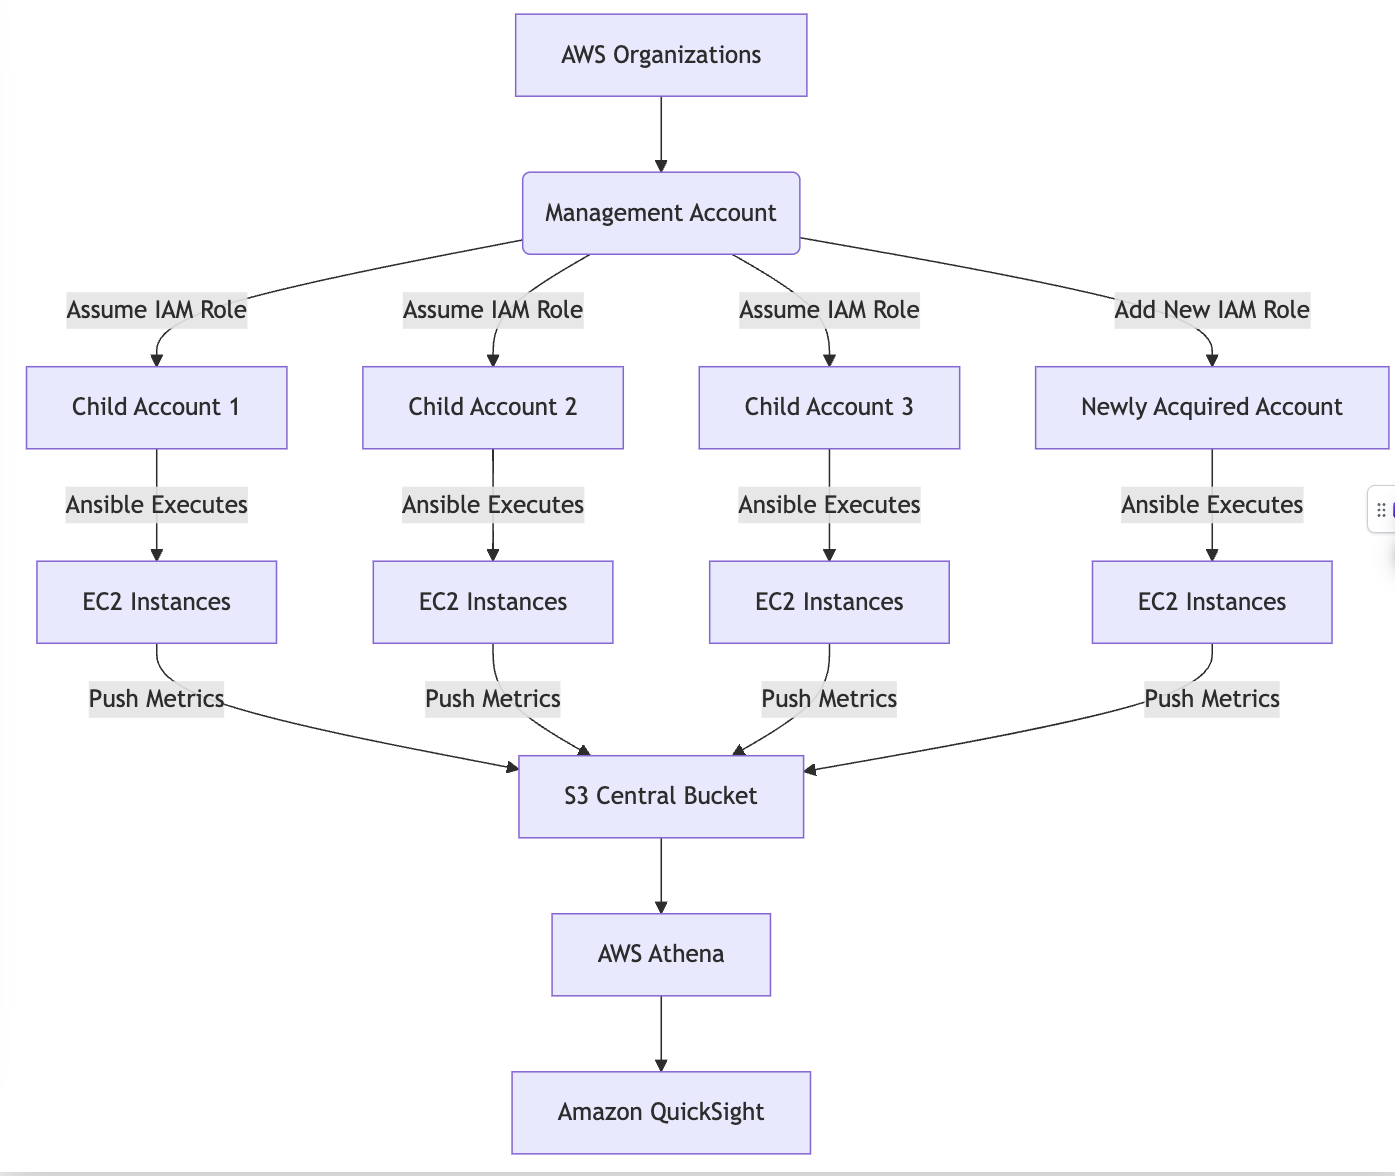 AWS Organizations
Management Account
Assume IAM Role
Assume IAM Role
Assume IAM Role
Add New IAM Role
Child Account 1
Child Account 2
Child Account 3
Newly Acquired Account
Ansible Executes
Ansible Executes
Ansible Executes
Ansible Executes
EC2 Instances
EC2 Instances
EC2 Instances
EC2 Instances
Push Metrics
Push Metrics
Push Metrics
Push Metrics
S3 Central Bucket
AWS Athena
Amazon QuickSight